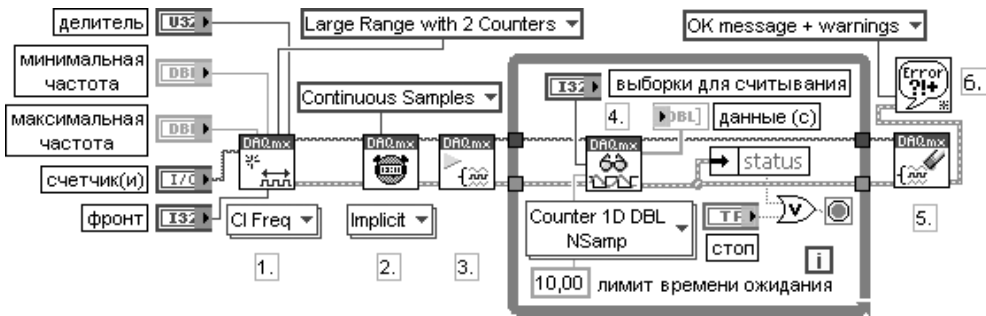 делитель
U32
Large Range with 2 Counters
OK message + warnings
минимальная
частота
DBL
Error
?!+
6.
I32
выборки для считывания
Continuous Samples
4.
DBL]
данные (с)
максимальная
частота
DBL
DAQmx
DAQmx
DAQmx
DAQmx
DAQmx
status
счетчик(и)
I/O
фронт
I32
CI Freq
Implicit
Counter 1D DBL
NSamp
TF
V
стоп
5.
1.
2.
3.
i
10,00
лимит времени ожидания